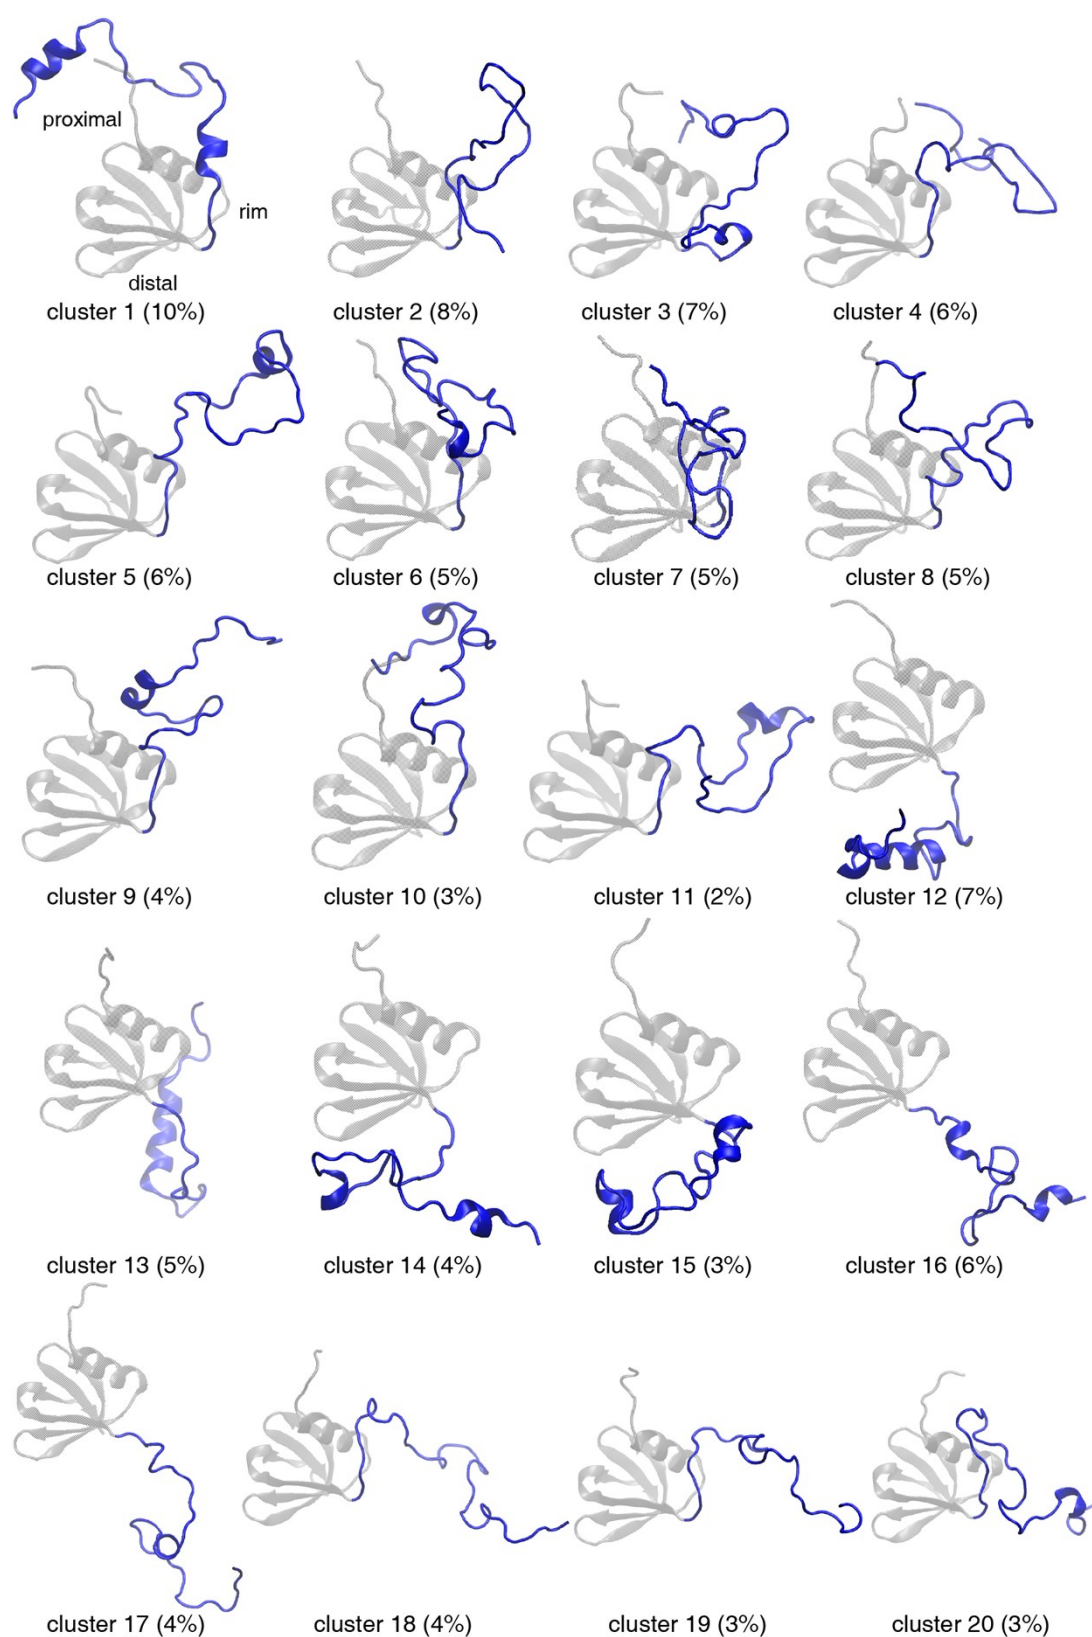 proximal
rim
distal
cluster 1 (10%)
cluster 2 (8%)
cluster 3 (7%)
cluster 4 (6%)
cluster 5 (6%)
cluster 6 (5%)
cluster 7 (5%)
cluster 8 (5%)
cluster 9 (4%)
cluster 10 (3%)
cluster 11 (2%)
cluster 12 (7%)
cluster 13 (5%)
cluster 14 (4%)
cluster 15 (3%)
cluster 16 (6%)
cluster 17 (4%)
cluster 18 (4%)
cluster 19 (3%)
cluster 20 (3%)